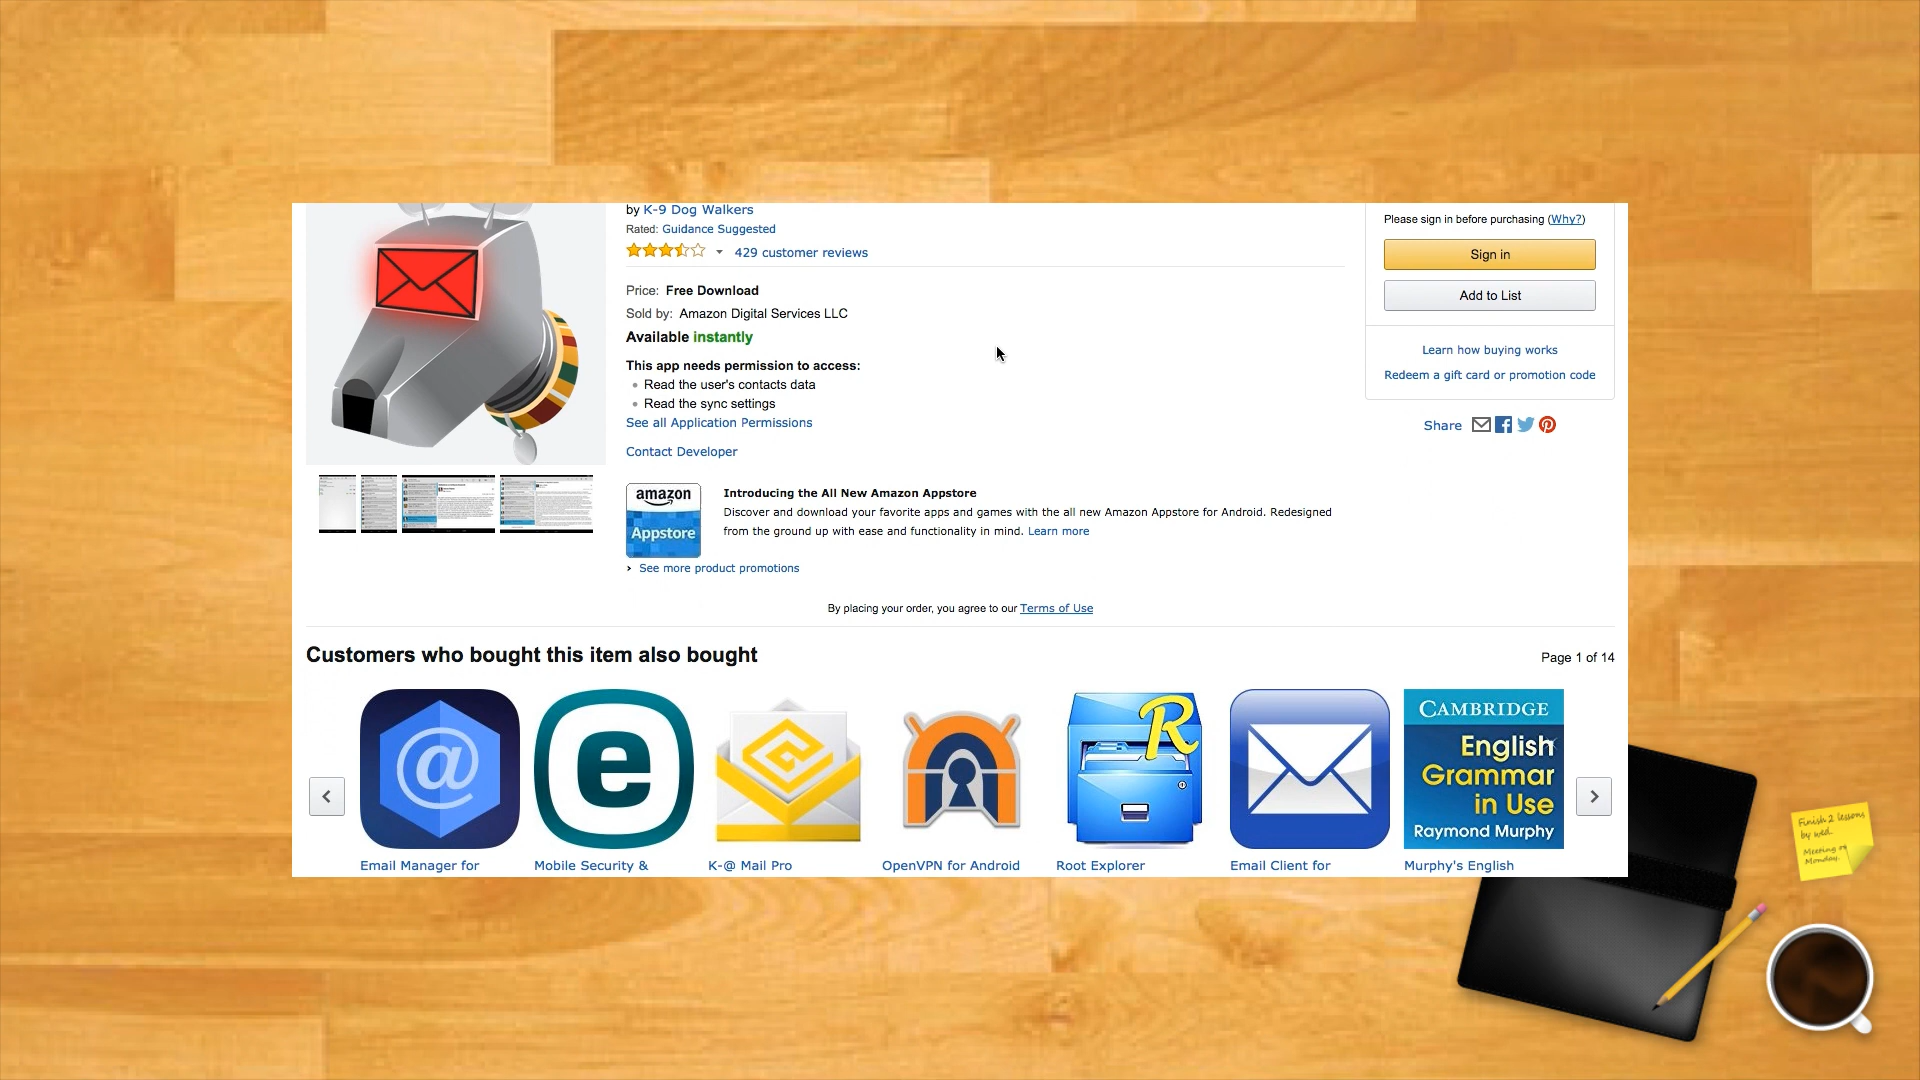 by K-9 Dog Walkers
Rated: Guidance Suggested
429 customer reviews
Price: Free Download
Sold by: Amazon Digital Services LLC
Available instantly
This app needs permission to access:
Read the user's contacts data
Read the sync settings
See all Application Permissions
Contact Developer
Please sign in before purchasing (Why?)
Sign in
Add to List
Learn how buying works
Redeem a gift card or promotion code
Share
amazon
Appstore
Introducing the All New Amazon Appstore
Discover and download your favorite apps and games with the all new Amazon Appstore for Android. Redesigned
from the ground up with ease and functionality in mind. Learn more
› See more product promotions
By placing your order, you agree to our Terms of Use
Customers who bought this item also bought
Page 1 of 14
@
e
R
CAMBRIDGE
English
Grammar
in Use
Raymond Murphy
Email Manager for
Mobile Security &
K-@ Mail Pro
OpenVPN for Android
Root Explorer
Email Client for
Murphy's English
Finish 2 lessons
by wed.
Meeting
Monday.